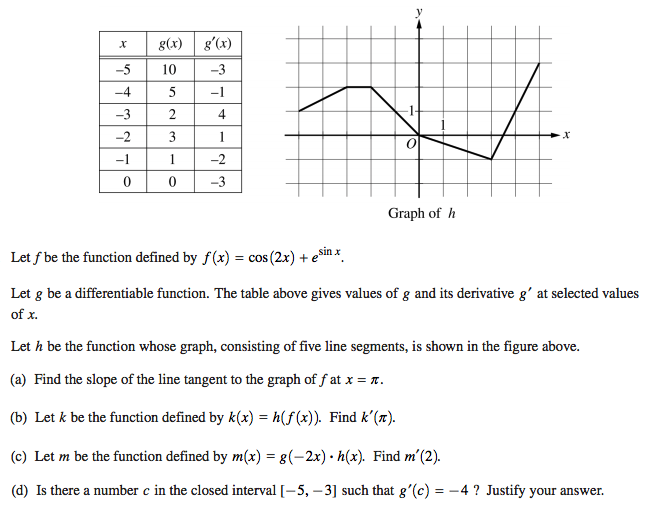 x g(x) g′(x)
−5 10 −3
−4 5 −1
−3 2 4
−2 3 1
−1 1 −2
0 0 −3
y
1
1
O
x
Graph of h
Let f be the function defined by f(x) = cos(2x) + e^(sin x).
Let g be a differentiable function. The table above gives values of g and its derivative g′ at selected values
of x.
Let h be the function whose graph, consisting of five line segments, is shown in the figure above.
(a) Find the slope of the line tangent to the graph of f at x = π.
(b) Let k be the function defined by k(x) = h(f(x)). Find k′(π).
(c) Let m be the function defined by m(x) = g(−2x) · h(x). Find m′(2).
(d) Is there a number c in the closed interval [−5, −3] such that g′(c) = −4 ? Justify your answer.